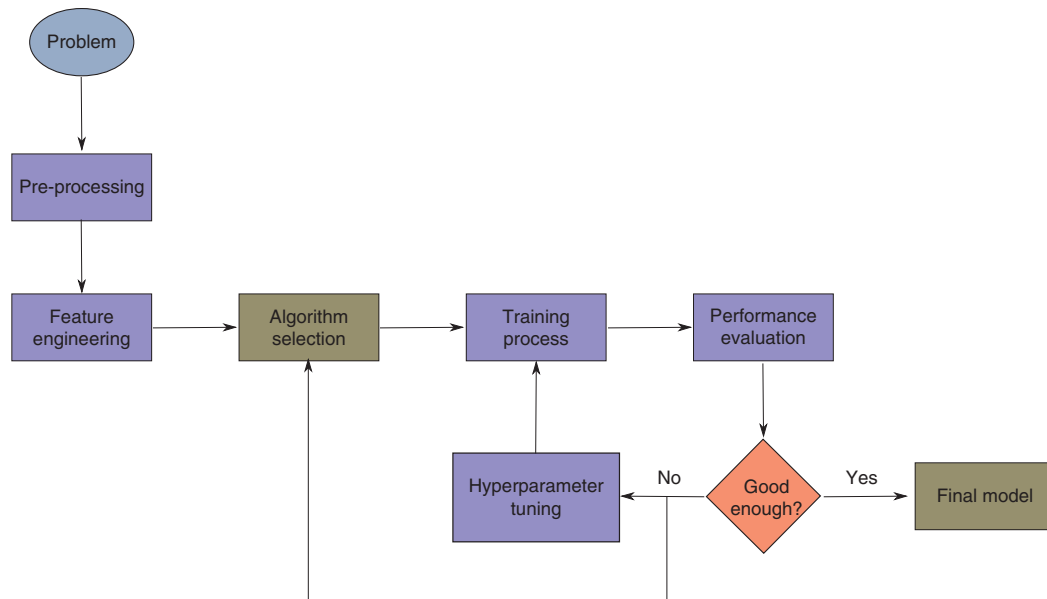 Problem
Pre-processing
Feature
engineering
Algorithm
selection
Training
process
Performance
evaluation
Hyperparameter
tuning
No
Good
enough?
Yes
Final model